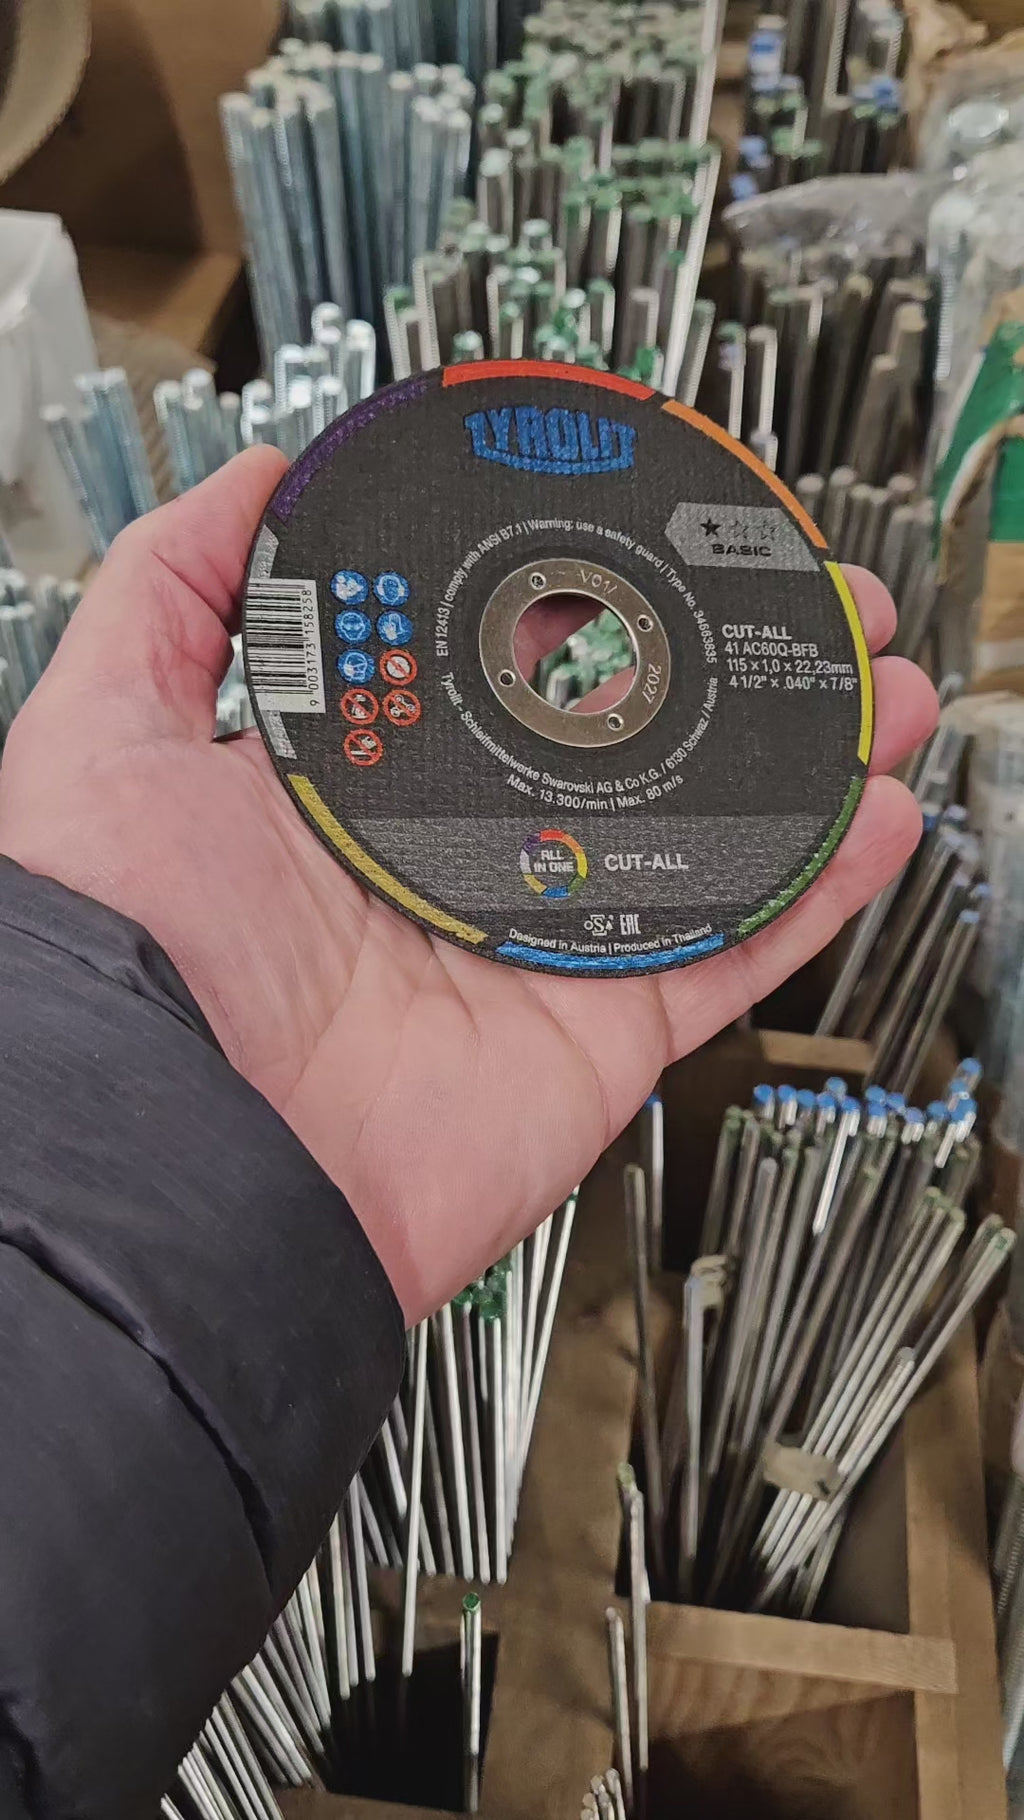 TYROLIT
BASIC
EN 12413 | comply with ANSI B7.1 | Warning: use a safety guard | Type No. 34663835
V01/
2027
CUT-ALL
41 AC60Q-BFB
115 x 1,0 x 22,23mm
4 1/2" x .040" x 7/8"
9 003173 158258
Tyrolit - Schleifmittelwerke Swarovski AG & Co K.G. / 6130 Schwaz / Austria
Max. 13.300/min | Max. 80 m/s
ALL
IN ONE
CUT-ALL
oSa EAC
Designed in Austria | Produced in Thailand